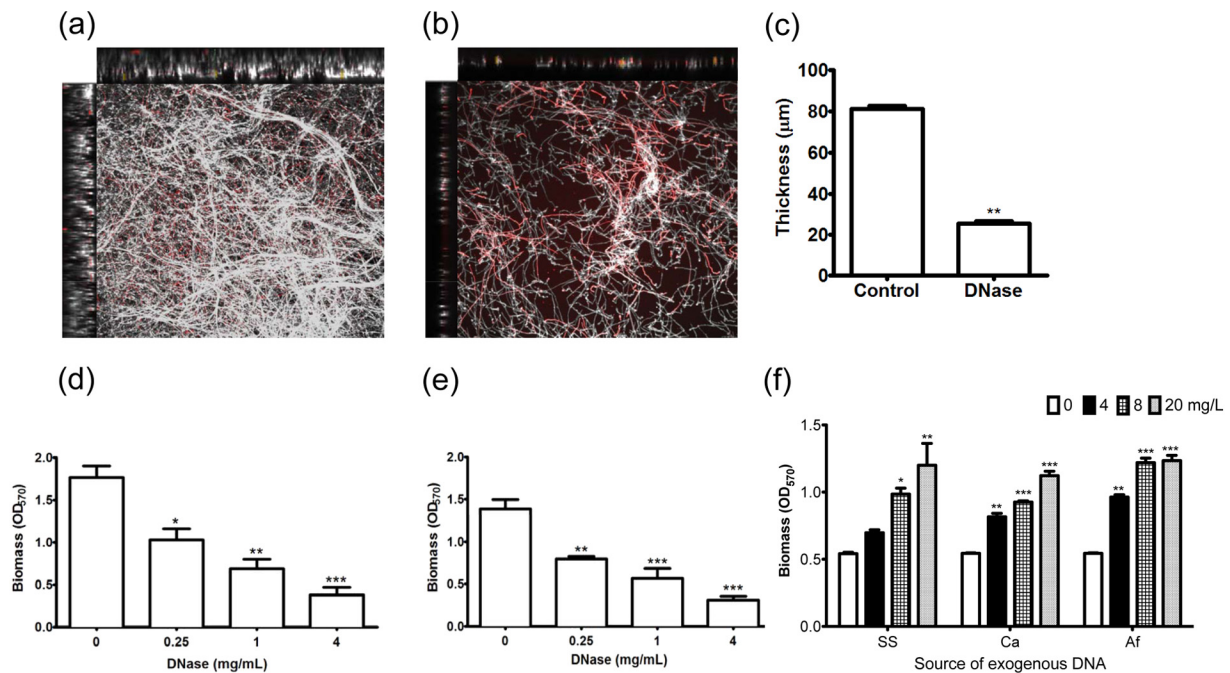 (a)
(b)
(c)
Thickness (μm)
100
80
60
40
20
0
**
Control
DNase
(d)
Biomass (OD570)
2.0
1.5
1.0
0.5
0.0
*
**
***
0
0.25
1
4
DNase (mg/mL)
(e)
Biomass (OD570)
2.0
1.5
1.0
0.5
0.0
**
***
***
0
0.25
1
4
DNase (mg/mL)
(f)
0 4 8 20 mg/L
Biomass (OD570)
1.5
1.0
0.5
0.0
*
**
**
***
***
**
***
***
SS
Ca
Af
Source of exogenous DNA